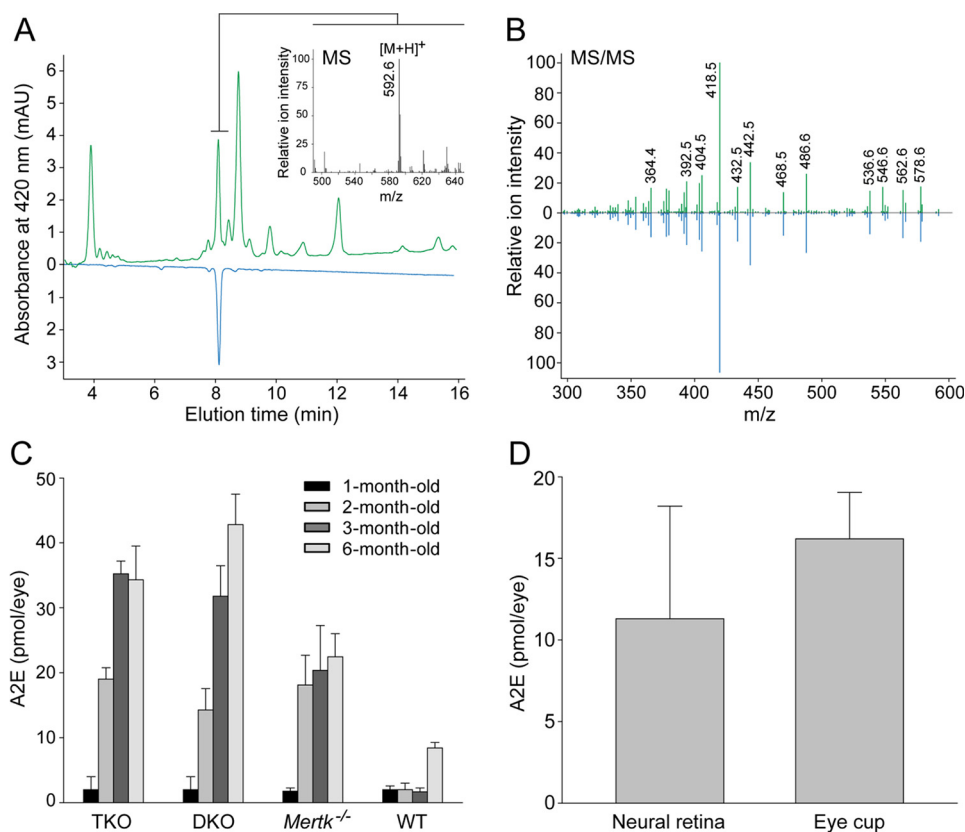 A
Absorbance at 420 nm (mAU)
6
5
4
3
2
1
0
1
2
3
4 6 8 10 12 14 16
Elution time (min)
MS
[M+H]+
592.6
Relative ion intensity
100
75
50
25
0
500 540 580 620 640
m/z
B
MS/MS
Relative ion intensity
100
80
60
40
20
0
20
40
60
80
100
364.4
392.5
404.5
418.5
432.5
442.5
468.5
486.6
536.6
546.6
562.6
578.6
300 350 400 450 500 550 600
m/z
C
A2E (pmol/eye)
50
40
30
20
10
0
1-month-old
2-month-old
3-month-old
6-month-old
TKO DKO Mertk-/- WT
D
A2E (pmol/eye)
20
15
10
5
0
Neural retina Eye cup